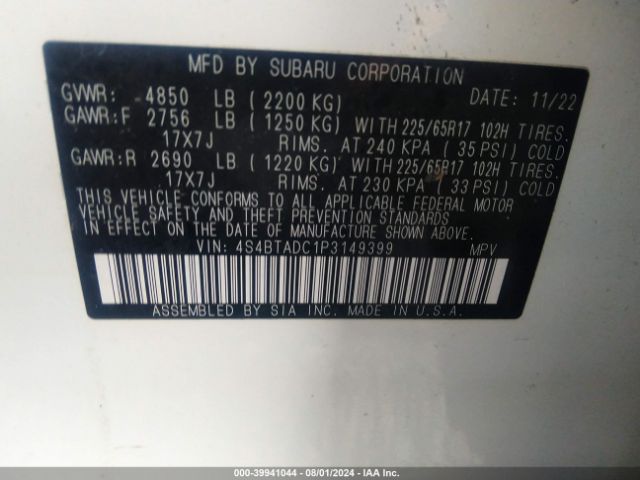 MFD BY SUBARU CORPORATION
GVWR: 4850 LB (2200 KG) DATE: 11/22
GAWR:F 2756 LB (1250 KG) WITH 225/65R17 102H TIRES.
17X7J RIMS. AT 240 KPA (35 PSI) COLD
GAWR:R 2690 LB (1220 KG) WITH 225/65R17 102H TIRES.
17X7J RIMS. AT 230 KPA (33 PSI) COLD
THIS VEHICLE CONFORMS TO ALL APPLICABLE FEDERAL MOTOR
VEHICLE SAFETY AND THEFT PREVENTION STANDARDS
IN EFFECT ON THE DATE OF MANUFACTURE SHOWN ABOVE.
VIN: 4S4BTADC1P3149399 MPV
ASSEMBLED BY SIA INC. MADE IN U.S.A.
000-39941044 - 08/01/2024 - IAA Inc.